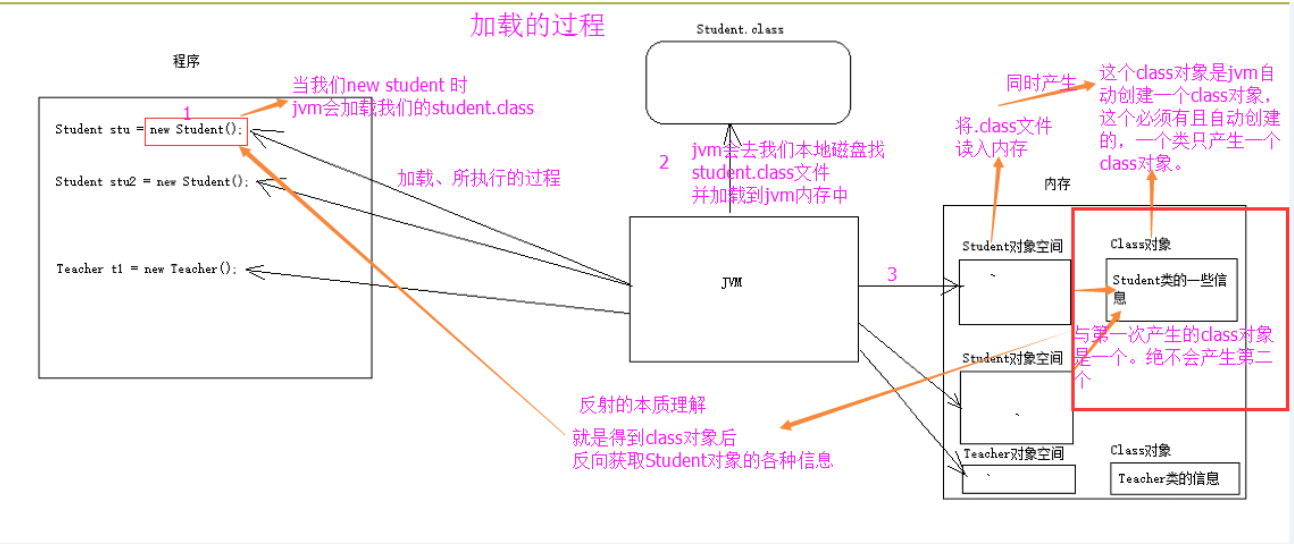 加载的过程
Student.class
程序
当我们new student 时
jvm会加载我们的student.class
1
Student stu = new Student();
Student stu2 = new Student();
加载、所执行的过程
Teacher t1 = new Teacher();
2
jvm会去我们本地磁盘找
student.class文件
并加载到jvm内存中
JVM
3
同时产生
将.class文件
读入内存
这个class对象是jvm自
动创建一个class对象，
这个必须有且自动创建
的，一个类只产生一个
class对象。
内存
Student对象空间
Class对象
Student类的一些信
息
与第一次产生的class对象
是一个。绝不会产生第二
个
Student对象空间
Teacher对象空间
Class对象
Teacher类的信息
反射的本质理解
就是得到class对象后
反向获取Student对象的各种信息